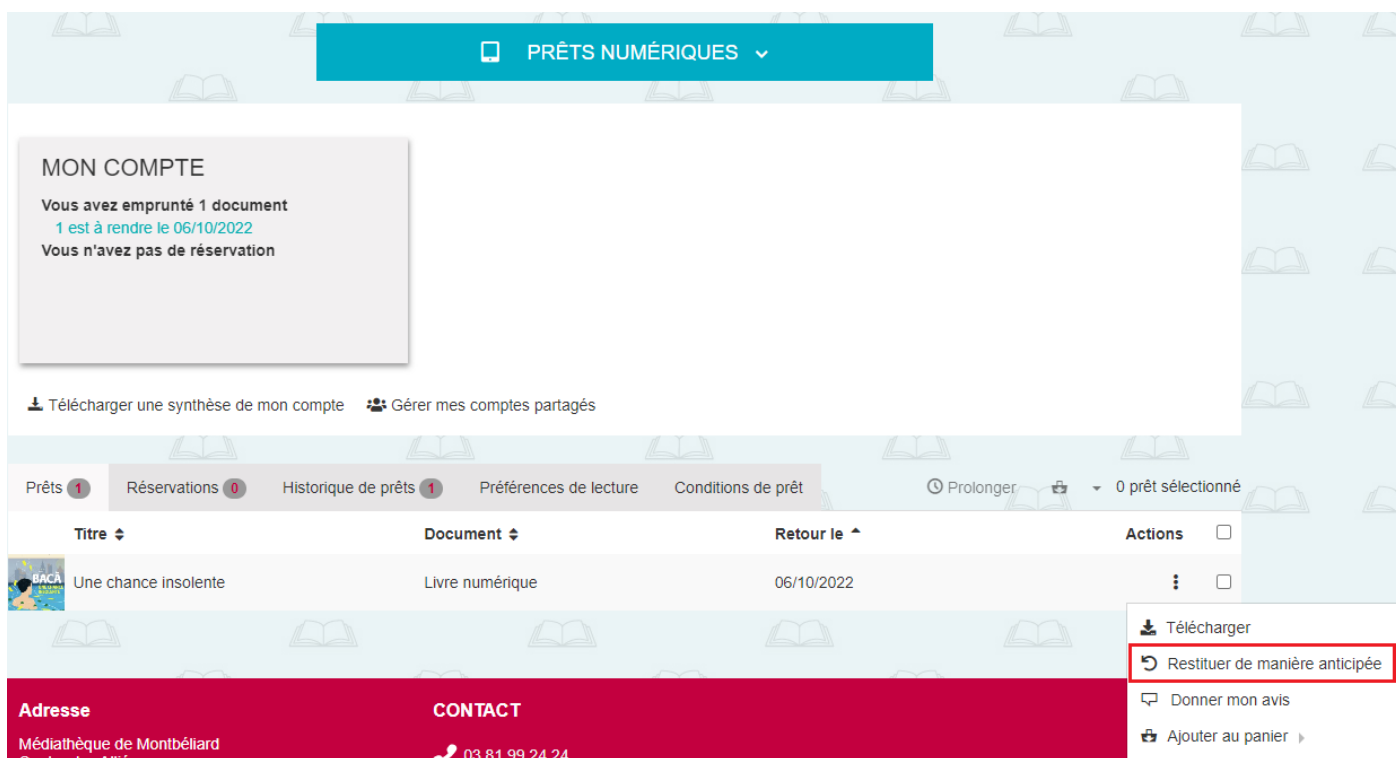 PRÊTS NUMÉRIQUES
MON COMPTE
Vous avez emprunté 1 document
1 est à rendre le 06/10/2022
Vous n'avez pas de réservation
Télécharger une synthèse de mon compte Gérer mes comptes partagés
Prêts 1 Réservations 0 Historique de prêts 1 Préférences de lecture Conditions de prêt Prolonger 0 prêt sélectionné
Titre Document Retour le Actions
BACÀ
Une chance insolente Livre numérique 06/10/2022
Télécharger
Restituer de manière anticipée
Donner mon avis
Ajouter au panier
Adresse CONTACT
Médiathèque de Montbéliard
03 81 99 24 24